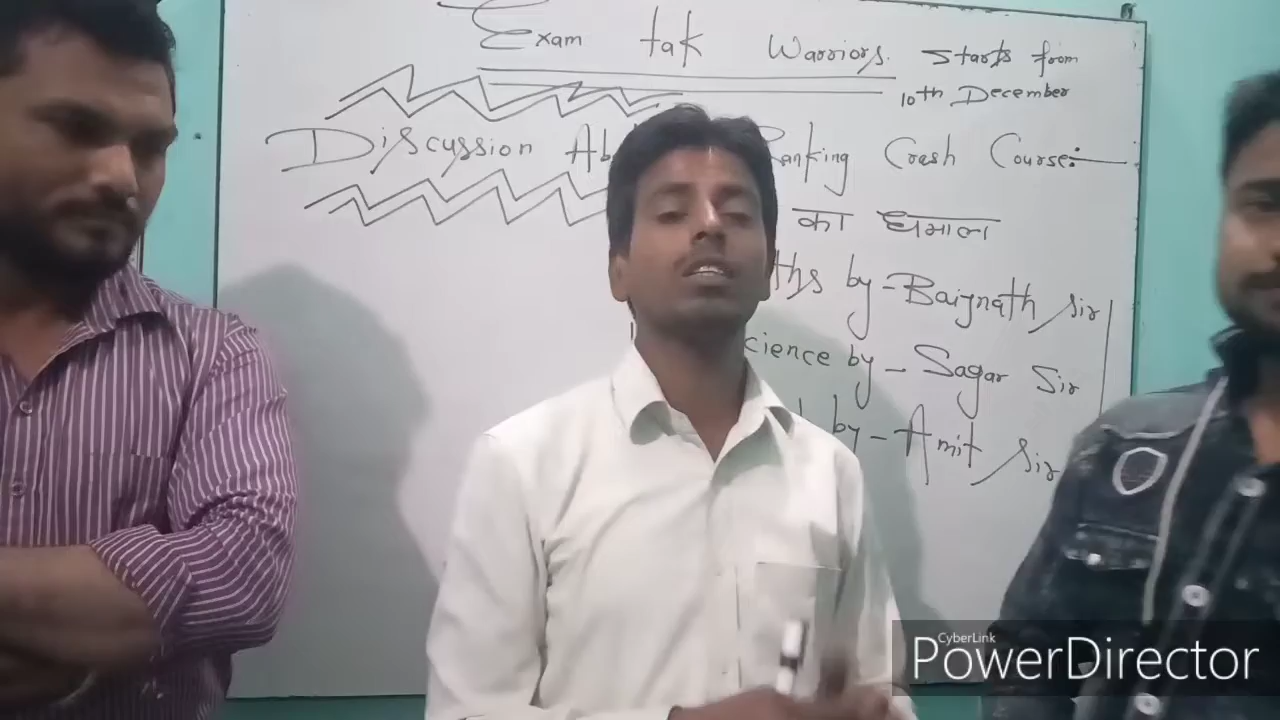 Exam tak Warriors. Starts from
10th December
Discussion Ab Ranking Crash Course:-
का धमाल
ths by - Baijnath sir
cience by - Sagar Sir
by - Amit Sir
CyberLink
PowerDirector